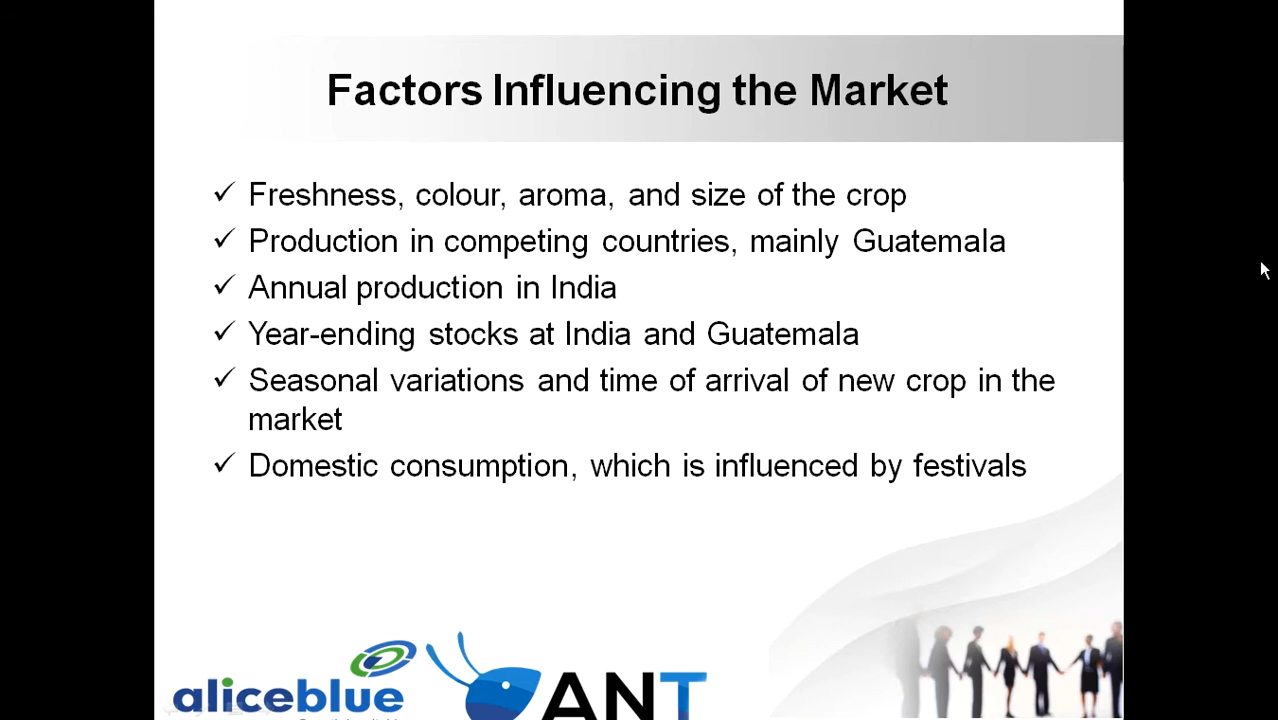 Factors Influencing the Market
✓ Freshness, colour, aroma, and size of the crop
✓ Production in competing countries, mainly Guatemala
✓ Annual production in India
✓ Year-ending stocks at India and Guatemala
✓ Seasonal variations and time of arrival of new crop in the
market
✓ Domestic consumption, which is influenced by festivals
aliceblue
ANT